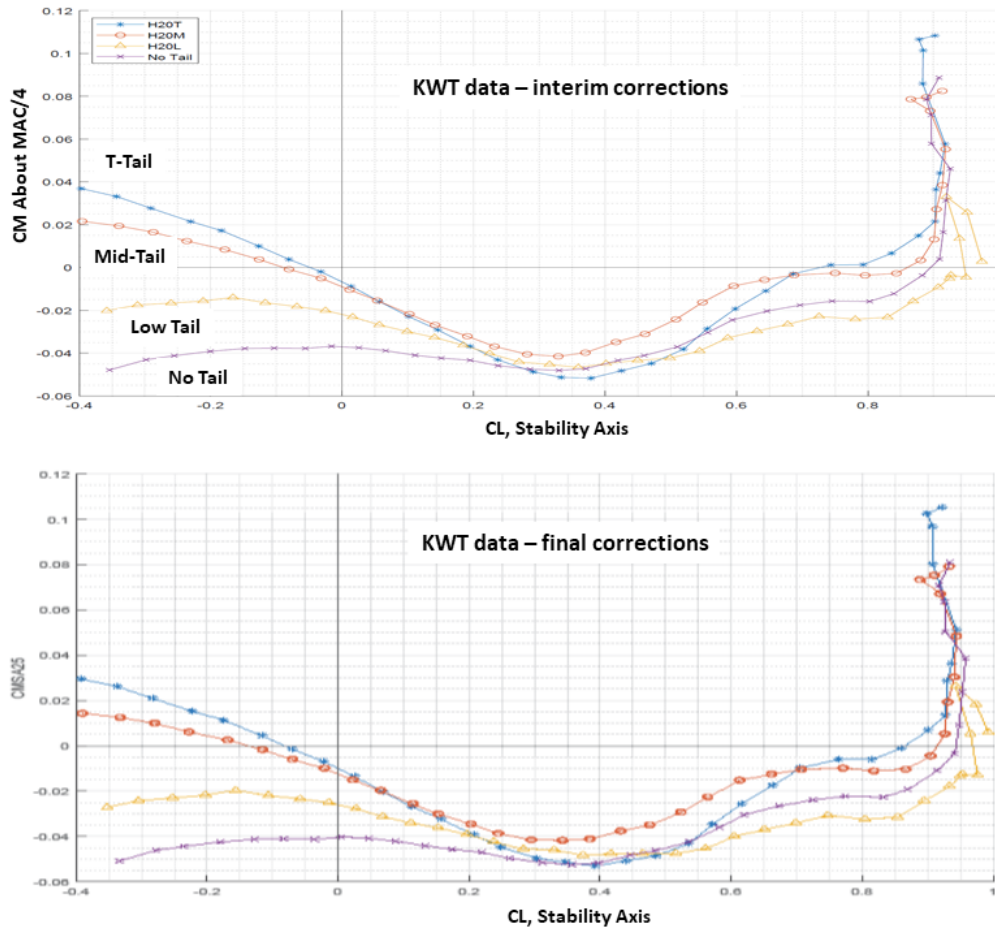 H20T
H20M
H20L
No Tail
KWT data – interim corrections
0.12
0.1
0.08
0.06
0.04
0.02
0
-0.02
-0.04
-0.06
CM About MAC/4
T-Tail
Mid-Tail
Low Tail
No Tail
-0.4
-0.2
0
0.2
0.4
0.6
0.8
CL, Stability Axis
KWT data – final corrections
0.12
0.1
0.08
0.06
0.04
0.02
0
-0.02
-0.04
-0.06
CMSA25
-0.4
-0.2
0
0.2
0.4
0.6
0.8
1
CL, Stability Axis